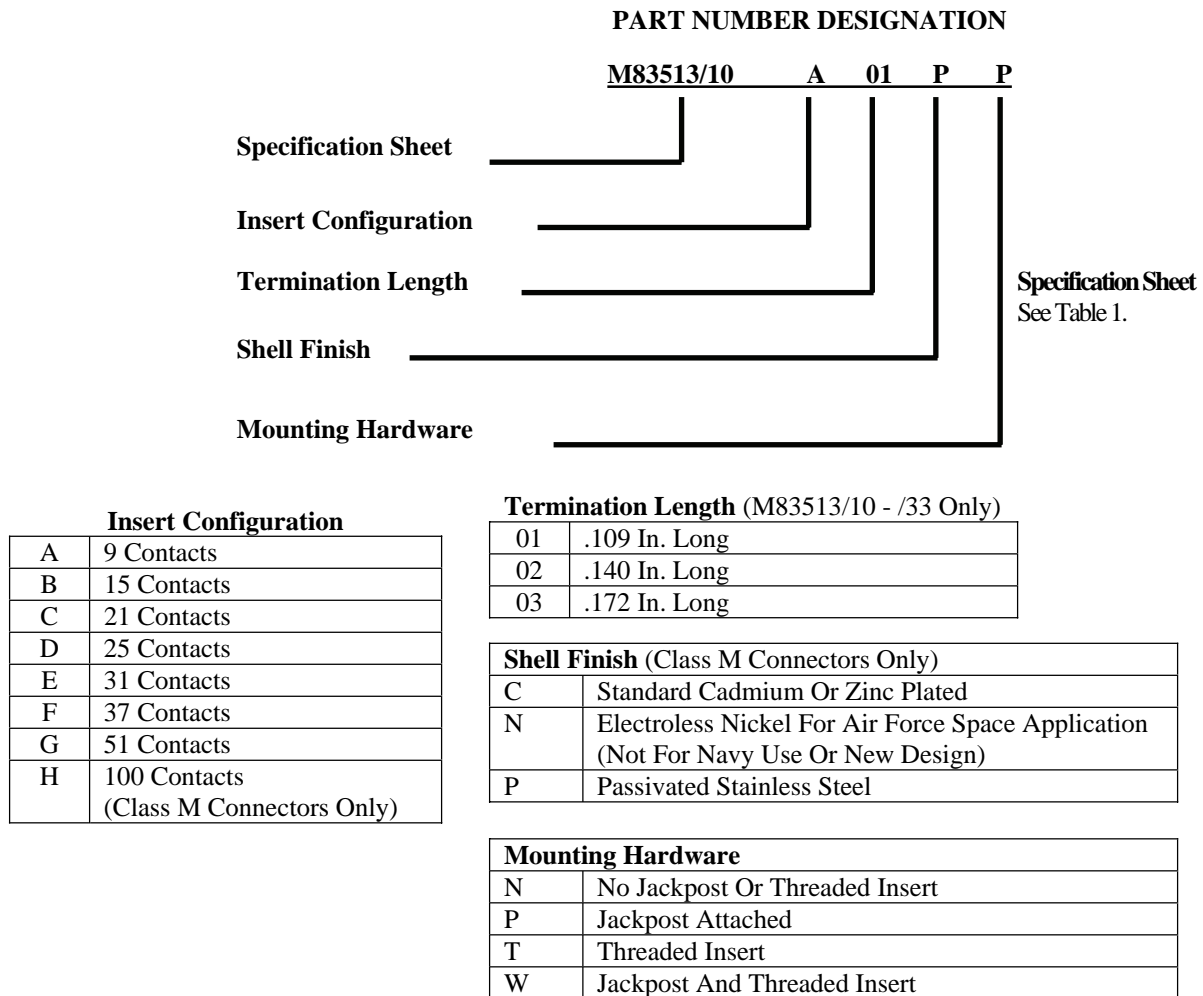 PART NUMBER DESIGNATION
M83513/10 A 01 P P
Specification Sheet
Insert Configuration
Termination Length
Specification Sheet
See Table 1.
Shell Finish
Mounting Hardware
Insert Configuration
A 9 Contacts
B 15 Contacts
C 21 Contacts
D 25 Contacts
E 31 Contacts
F 37 Contacts
G 51 Contacts
H 100 Contacts
(Class M Connectors Only)
Termination Length (M83513/10 - /33 Only)
01 .109 In. Long
02 .140 In. Long
03 .172 In. Long
Shell Finish (Class M Connectors Only)
C Standard Cadmium Or Zinc Plated
N Electroless Nickel For Air Force Space Application
(Not For Navy Use Or New Design)
P Passivated Stainless Steel
Mounting Hardware
N No Jackpost Or Threaded Insert
P Jackpost Attached
T Threaded Insert
W Jackpost And Threaded Insert